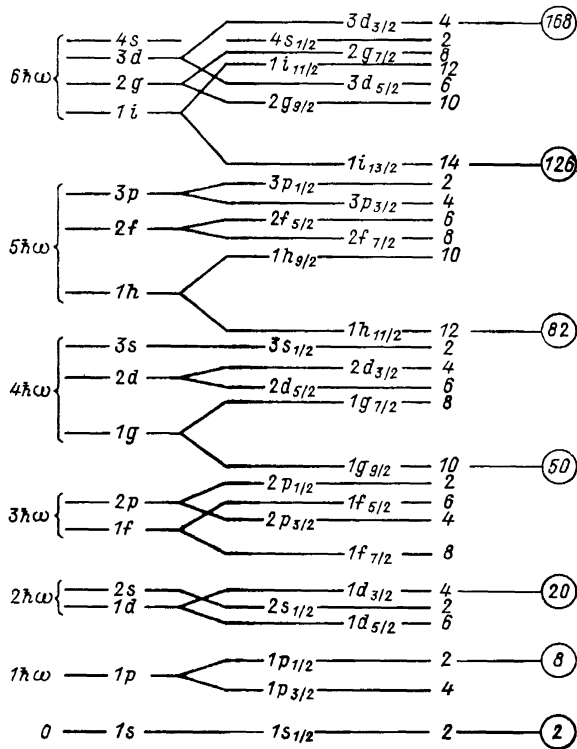 3d3/2 4 168
4s 4s1/2 2
3d 2g7/2 8
1i11/2 12
6ħω 2g 3d5/2 6
2g9/2 10
1i
1i13/2 14 126
3p 3p1/2 2
3p3/2 4
2f 2f5/2 6
5ħω 2f7/2 8
1h9/2 10
1h
1h11/2 12 82
3s 3s1/2 2
2d 2d3/2 4
4ħω 2d5/2 6
1g7/2 8
1g
1g9/2 10 50
2p1/2 2
2p 1f5/2 6
3ħω 2p3/2 4
1f
1f7/2 8
2s 1d3/2 4 20
2ħω 2s1/2 2
1d 1d5/2 6
1p1/2 2 8
1ħω 1p
1p3/2 4
0 1s 1s1/2 2 2